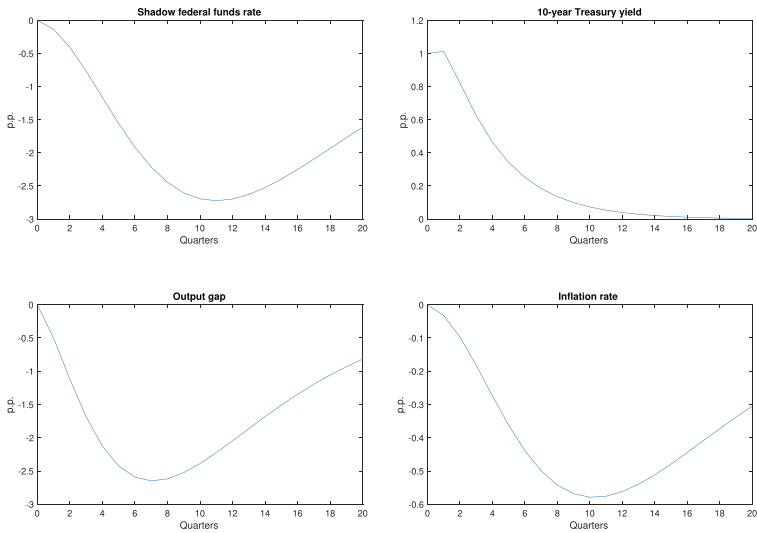 Shadow federal funds rate
0
-0.5
-1
-1.5
-2
-2.5
-3
p.p.
0 2 4 6 8 10 12 14 16 18 20
Quarters
10-year Treasury yield
1.2
1
0.8
0.6
0.4
0.2
0
p.p.
0 2 4 6 8 10 12 14 16 18 20
Quarters
Output gap
0
-0.5
-1
-1.5
-2
-2.5
-3
p.p.
0 2 4 6 8 10 12 14 16 18 20
Quarters
Inflation rate
0
-0.1
-0.2
-0.3
-0.4
-0.5
-0.6
p.p.
0 2 4 6 8 10 12 14 16 18 20
Quarters